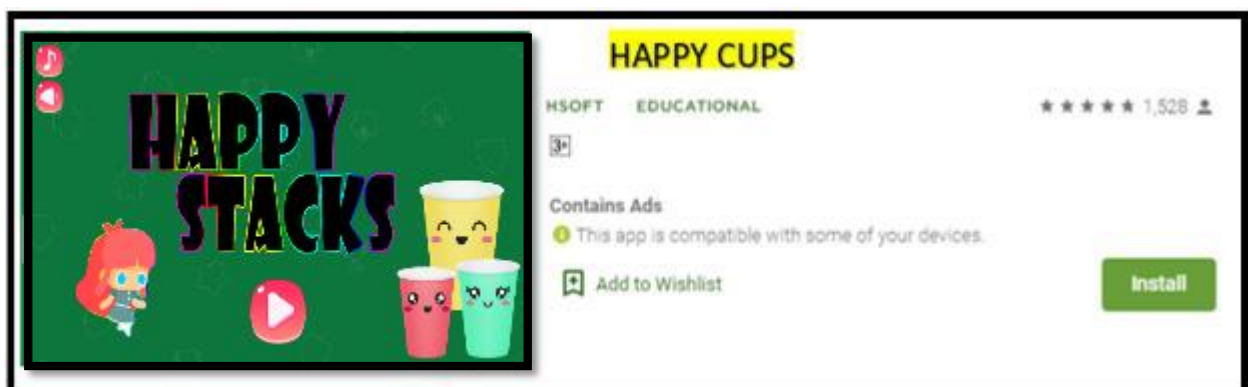 HAPPY
STACKS
HAPPY CUPS
HSOFT EDUCATIONAL
1,528
3+
Contains Ads
This app is compatible with some of your devices.
Add to Wishlist
Install